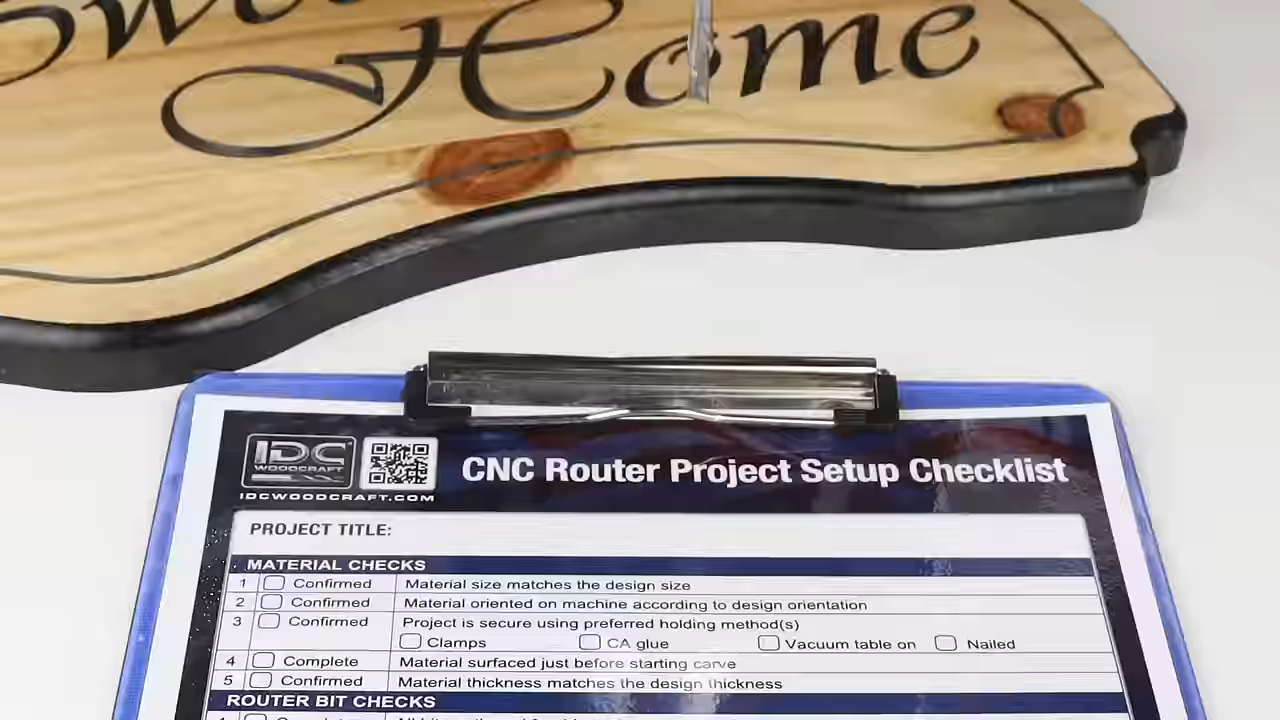 Home
IDC
WOODCRAFT
IDCWOODCRAFT.COM
CNC Router Project Setup Checklist
PROJECT TITLE:
MATERIAL CHECKS
1 Confirmed Material size matches the design size
2 Confirmed Material oriented on machine according to design orientation
3 Confirmed Project is secure using preferred holding method(s)
Clamps CA glue Vacuum table on Nailed
4 Complete Material surfaced just before starting carve
5 Confirmed Material thickness matches the design thickness
ROUTER BIT CHECKS